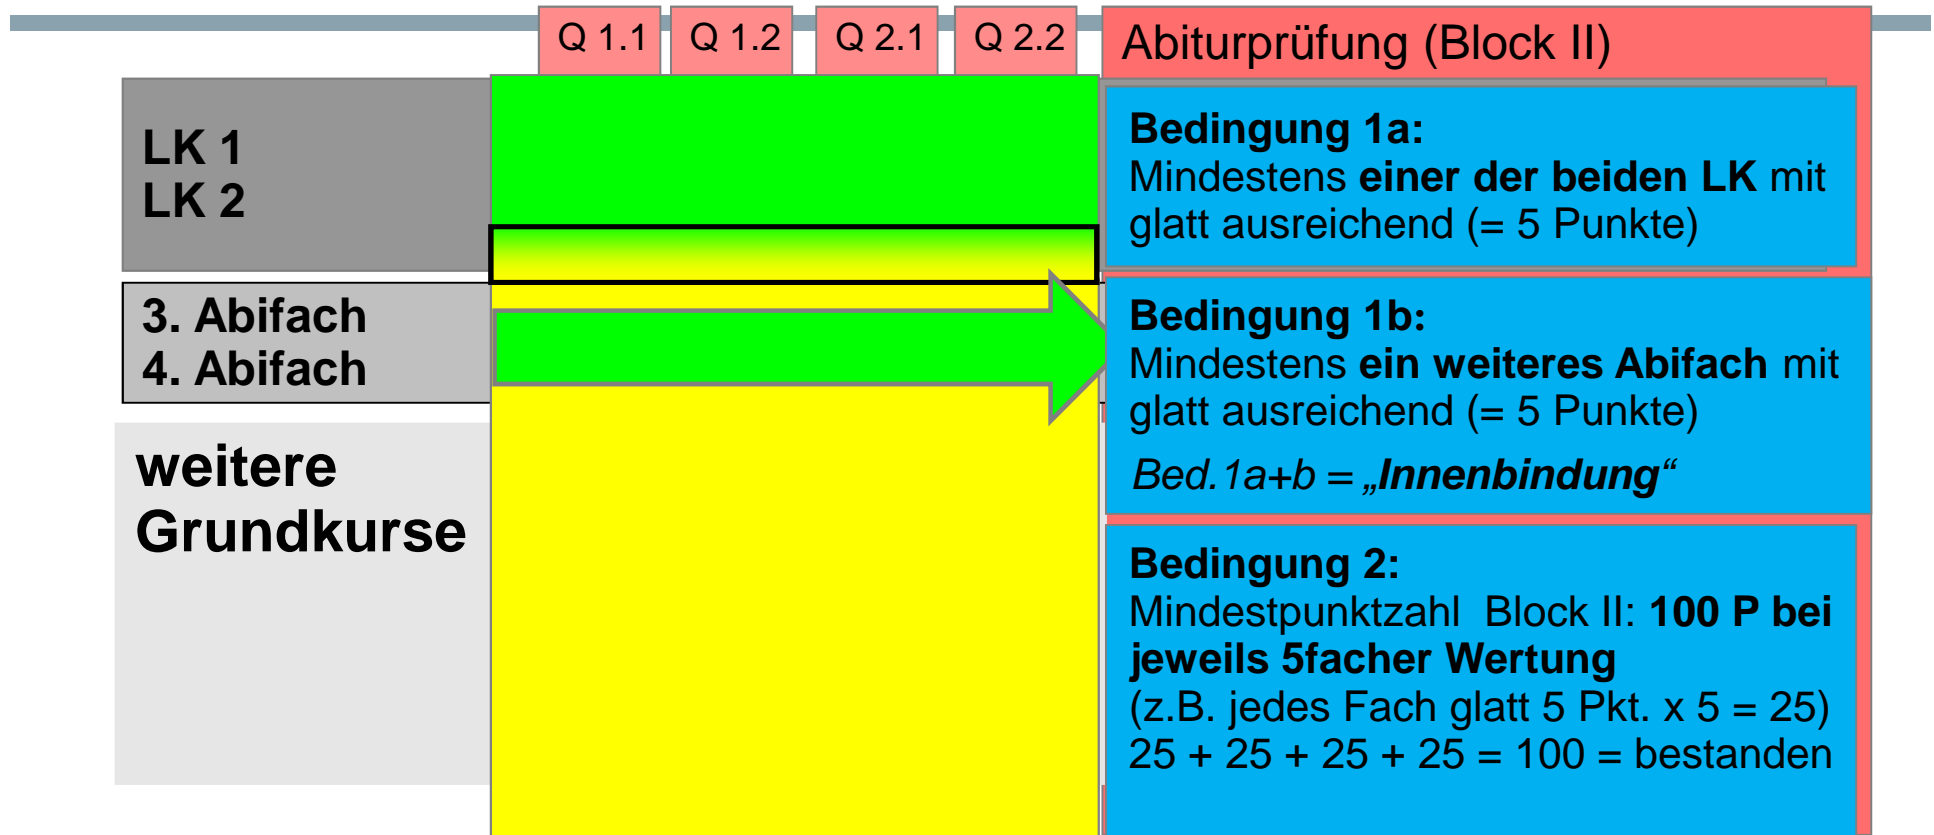 Q 1.1 Q 1.2 Q 2.1 Q 2.2 Abiturprüfung (Block II)
LK 1
LK 2
Bedingung 1a:
Mindestens einer der beiden LK mit
glatt ausreichend (= 5 Punkte)
3. Abifach
4. Abifach
Bedingung 1b:
Mindestens ein weiteres Abifach mit
glatt ausreichend (= 5 Punkte)
Bed.1a+b = „Innenbindung“
weitere
Grundkurse
Bedingung 2:
Mindestpunktzahl Block II: 100 P bei
jeweils 5facher Wertung
(z.B. jedes Fach glatt 5 Pkt. x 5 = 25)
25 + 25 + 25 + 25 = 100 = bestanden